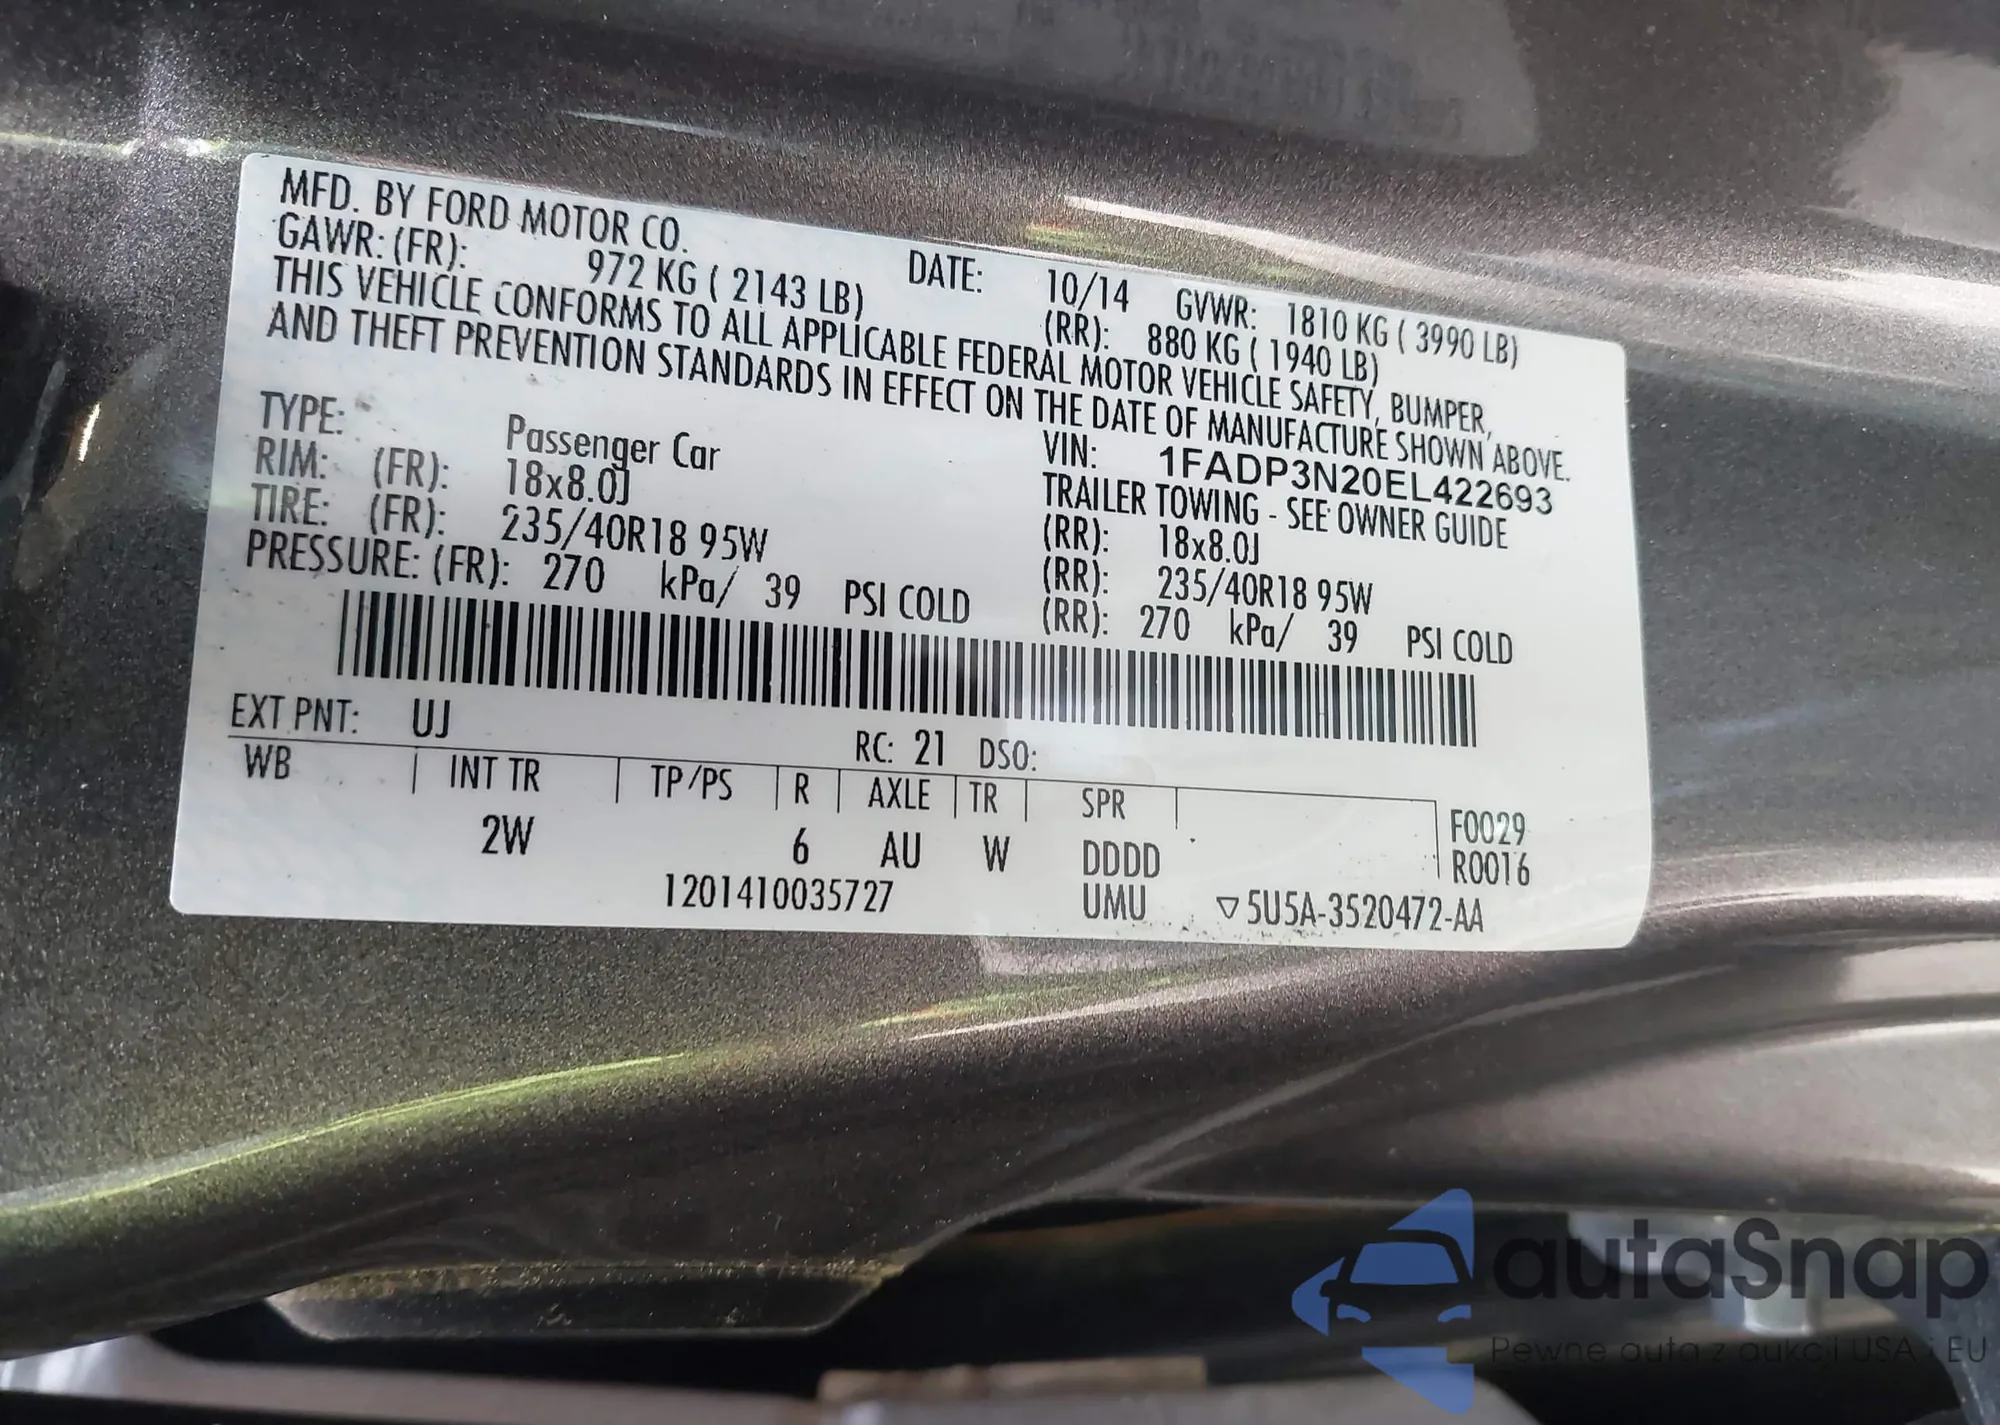 MFD. BY FORD MOTOR CO.
DATE: 10/14 GVWR: 1810 KG ( 3990 LB)
GAWR: (FR): 972 KG ( 2143 LB) (RR): 880 KG ( 1940 LB)
THIS VEHICLE CONFORMS TO ALL APPLICABLE FEDERAL MOTOR VEHICLE SAFETY, BUMPER,
AND THEFT PREVENTION STANDARDS IN EFFECT ON THE DATE OF MANUFACTURE SHOWN ABOVE.
VIN: 1FADP3N20EL422693
TYPE: Passenger Car TRAILER TOWING - SEE OWNER GUIDE
RIM: (FR): 18x8.0J (RR): 18x8.0J
TIRE: (FR): 235/40R18 95W (RR): 235/40R18 95W
PRESSURE: (FR): 270 kPa/ 39 PSI COLD (RR): 270 kPa/ 39 PSI COLD
EXT PNT: UJ RC: 21 DSO:
WB INT TR TP/PS R AXLE TR SPR F0029
2W 6 AU W DDDD R0016
1201410035727 UMU ▽5U5A-3520472-AA
autaSnap
Pewne auta z aukcji USA i EU